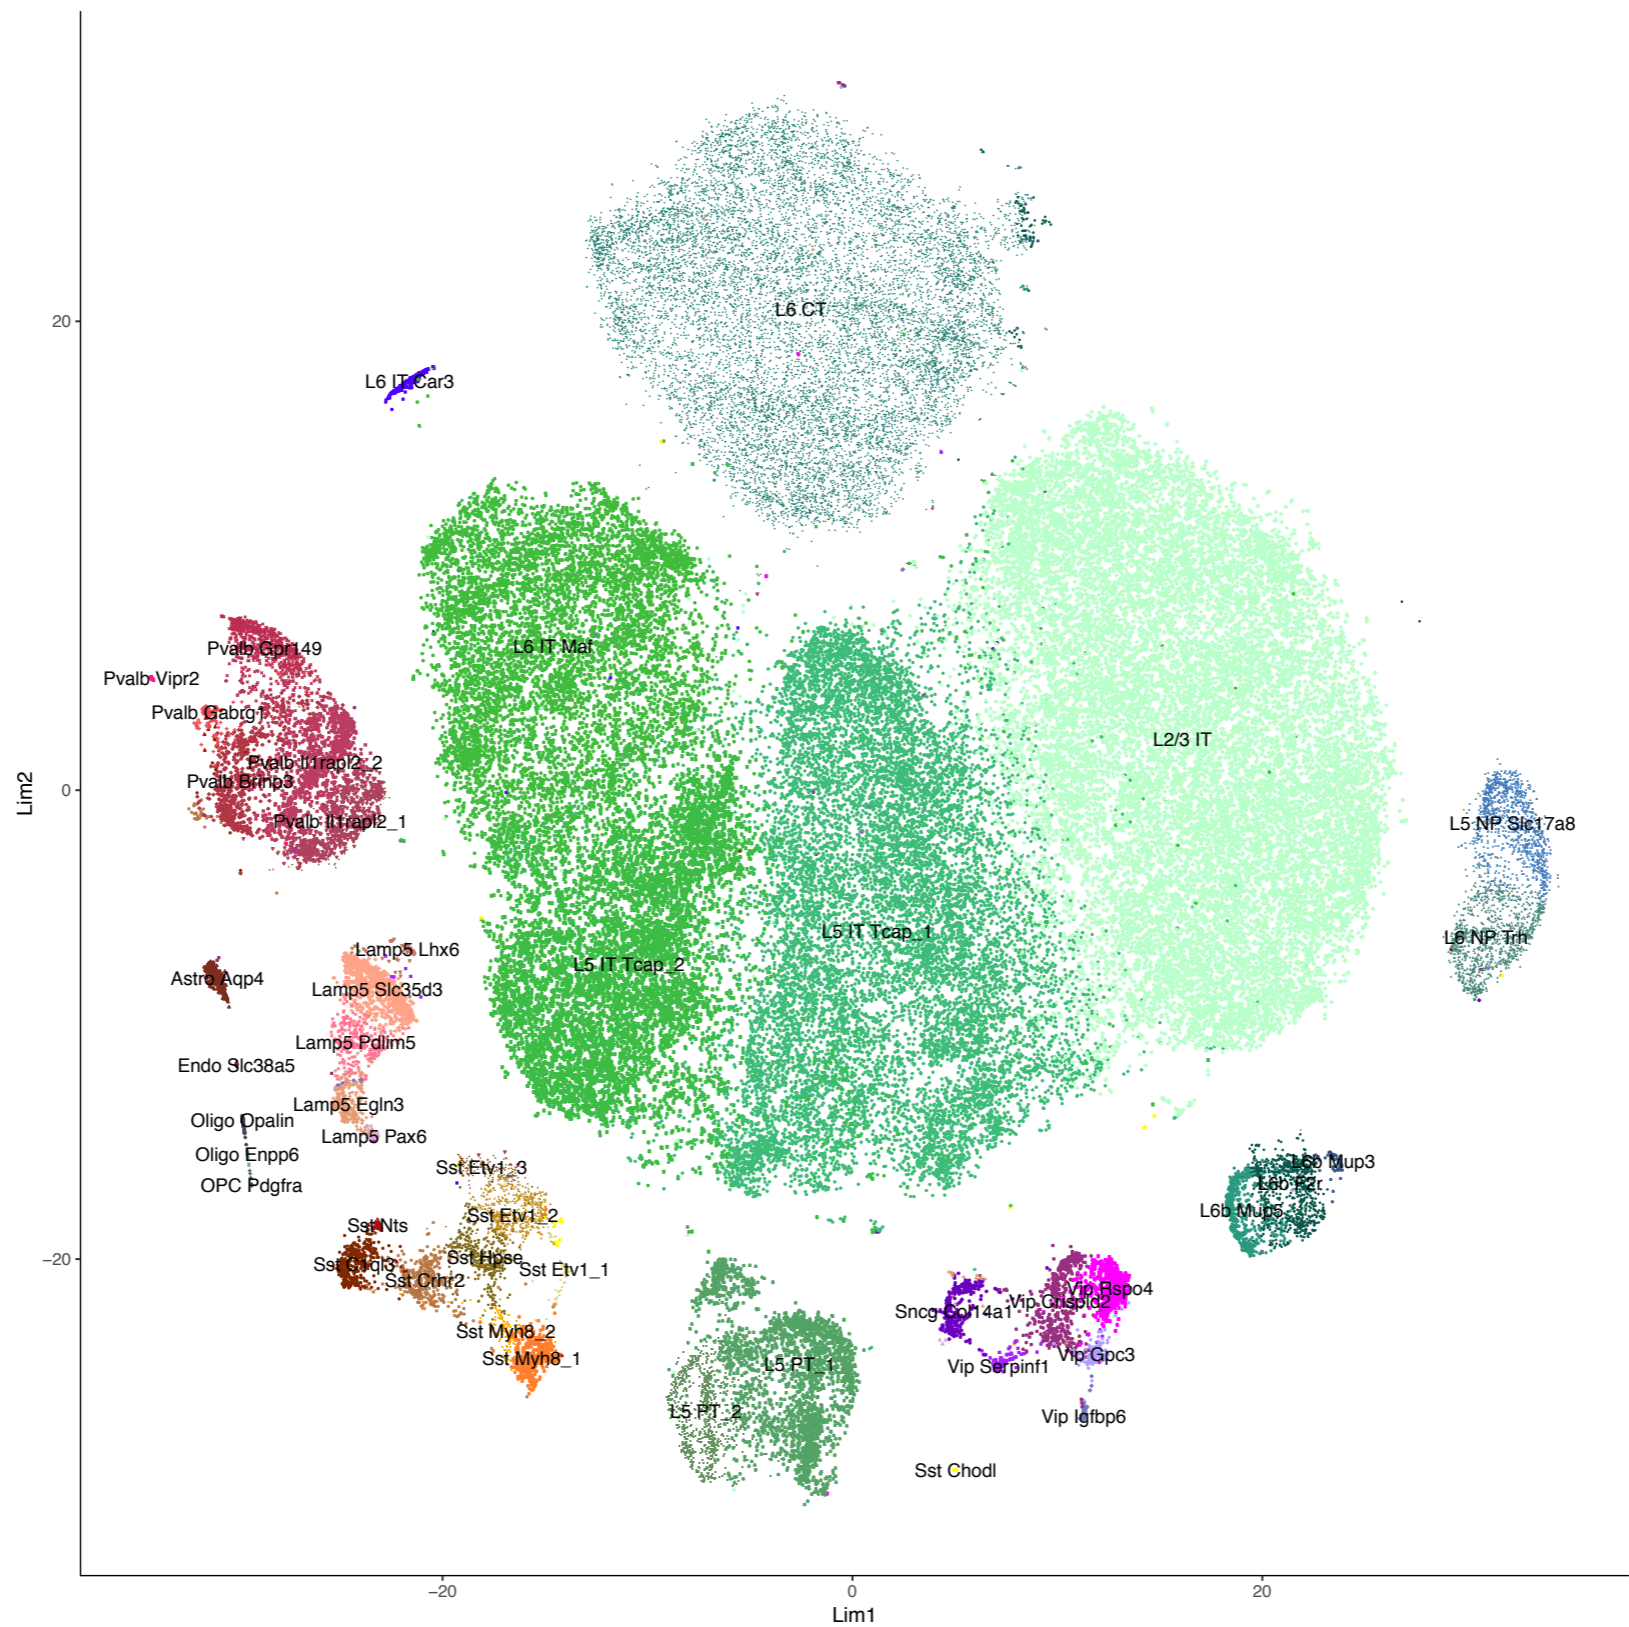 L6 CT
20
L6 IT Car3
L6 IT Maf
Pvalb Gpr149
Pvalb Vipr2
Pvalb Gabrg1
L2/3 IT
Pvalb Il1rapl2_2
Pvalb Brinp3
Lim2
0
Pvalb Il1rapl2_1
L5 NP Slc17a8
L5 IT Tcap_1
L6 NP Trh
Lamp5 Lhx6
L5 IT Tcap_2
Astro Aqp4
Lamp5 Slc35d3
Lamp5 Pdlim5
Endo Slc38a5
Lamp5 Egln3
Oligo Opalin
Lamp5 Pax6
Oligo Enpp6
L6b Mup3
Sst Etv1_3
OPC Pdgfra
L6b F2r
L6b Mup5
Sst Etv1_2
Sst Nts
−20
Sst Hpse
Sst C1ql3
Sst Etv1_1
Sst Crhr2
Vip Rspo4
Vip Crispld2
Sncg Col14a1
Sst Myh8_2
Vip Gpc3
Sst Myh8_1
L5 PT_1
Vip Serpinf1
L5 PT_2
Vip Igfbp6
Sst Chodl
−20
0
20
Lim1